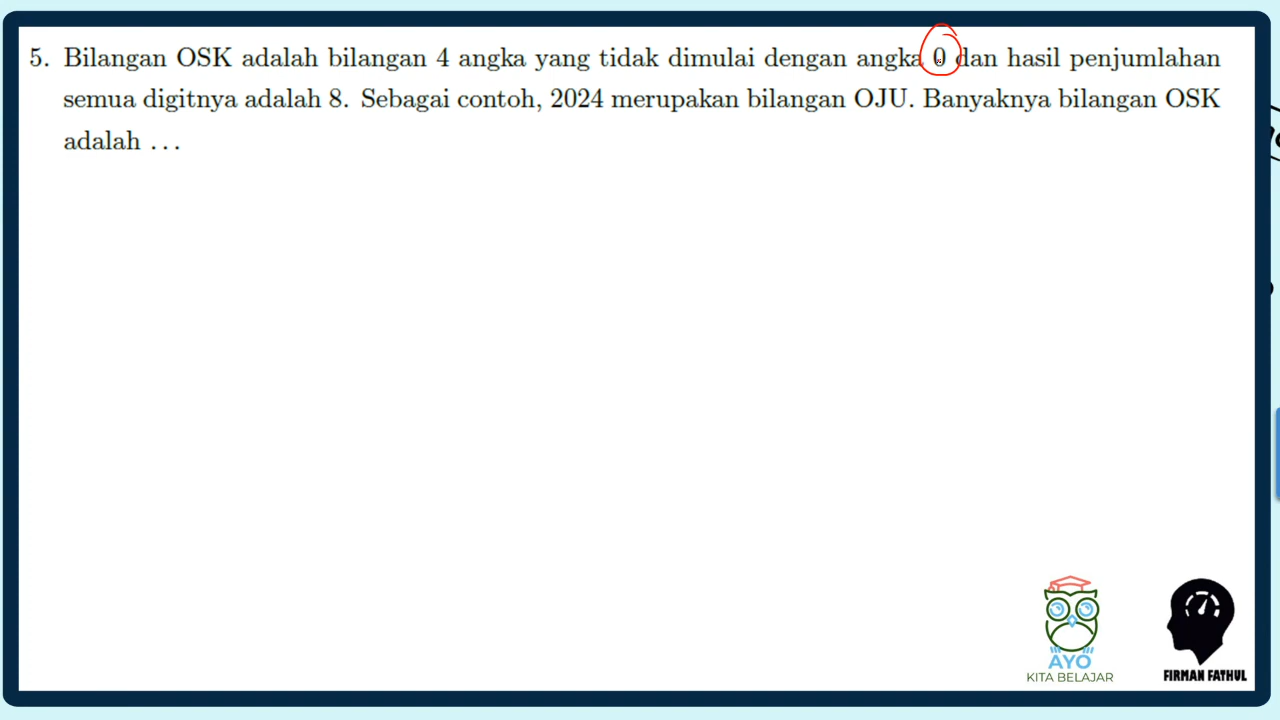 5. Bilangan OSK adalah bilangan 4 angka yang tidak dimulai dengan angka 0 dan hasil penjumlahan
semua digitnya adalah 8. Sebagai contoh, 2024 merupakan bilangan OJU. Banyaknya bilangan OSK
adalah ...
AYO
KITA BELAJAR
FIRMAN FATHUL